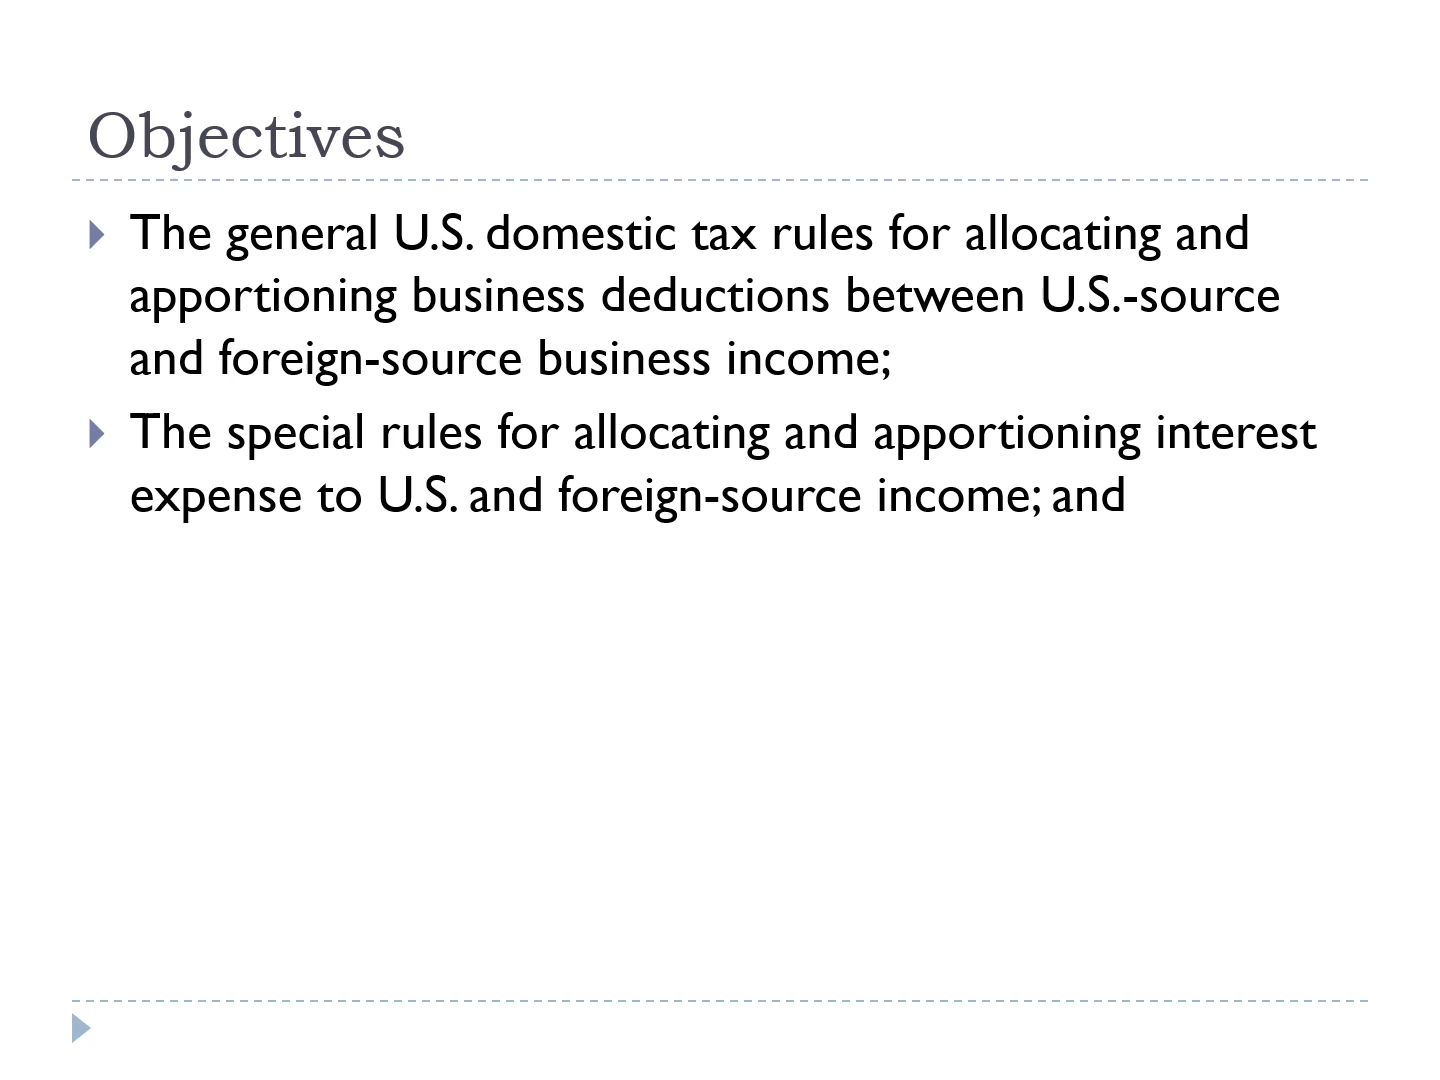 Objectives
The general U.S. domestic tax rules for allocating and
apportioning business deductions between U.S.-source
and foreign-source business income;
The special rules for allocating and apportioning interest
expense to U.S. and foreign-source income; and